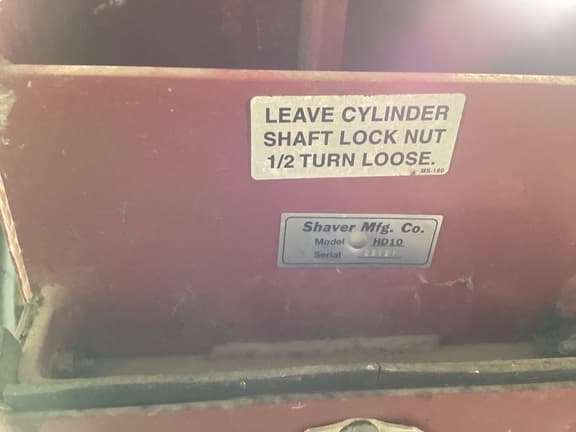 LEAVE CYLINDER
SHAFT LOCK NUT
1/2 TURN LOOSE.
MS-180
Shaver Mfg. Co.
Model HD10
Serial